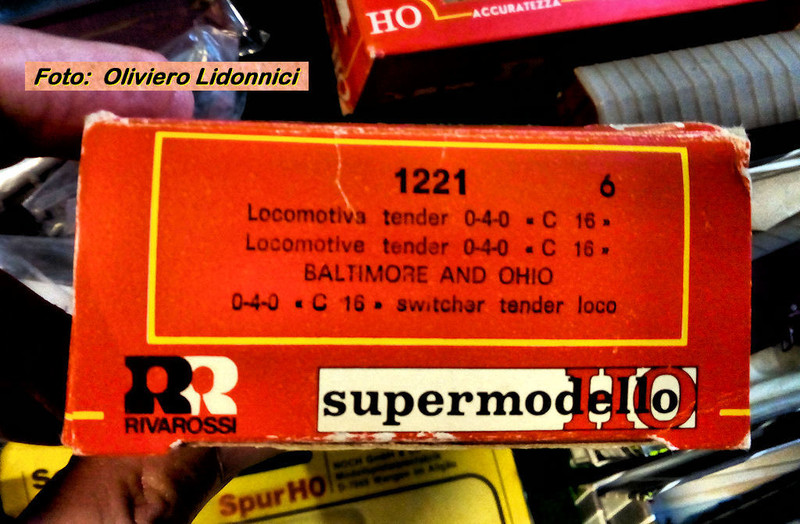 HO
ACCURATEZZA
Foto: Oliviero Lidonnici
1221 6
Locomotiva tender 0-4-0 « C 16 »
Locomotive tender 0-4-0 « C 16 »
BALTIMORE AND OHIO
0-4-0 « C 16 » switcher tender loco
RR
RIVAROSSI
supermodello
HO
Spur HO